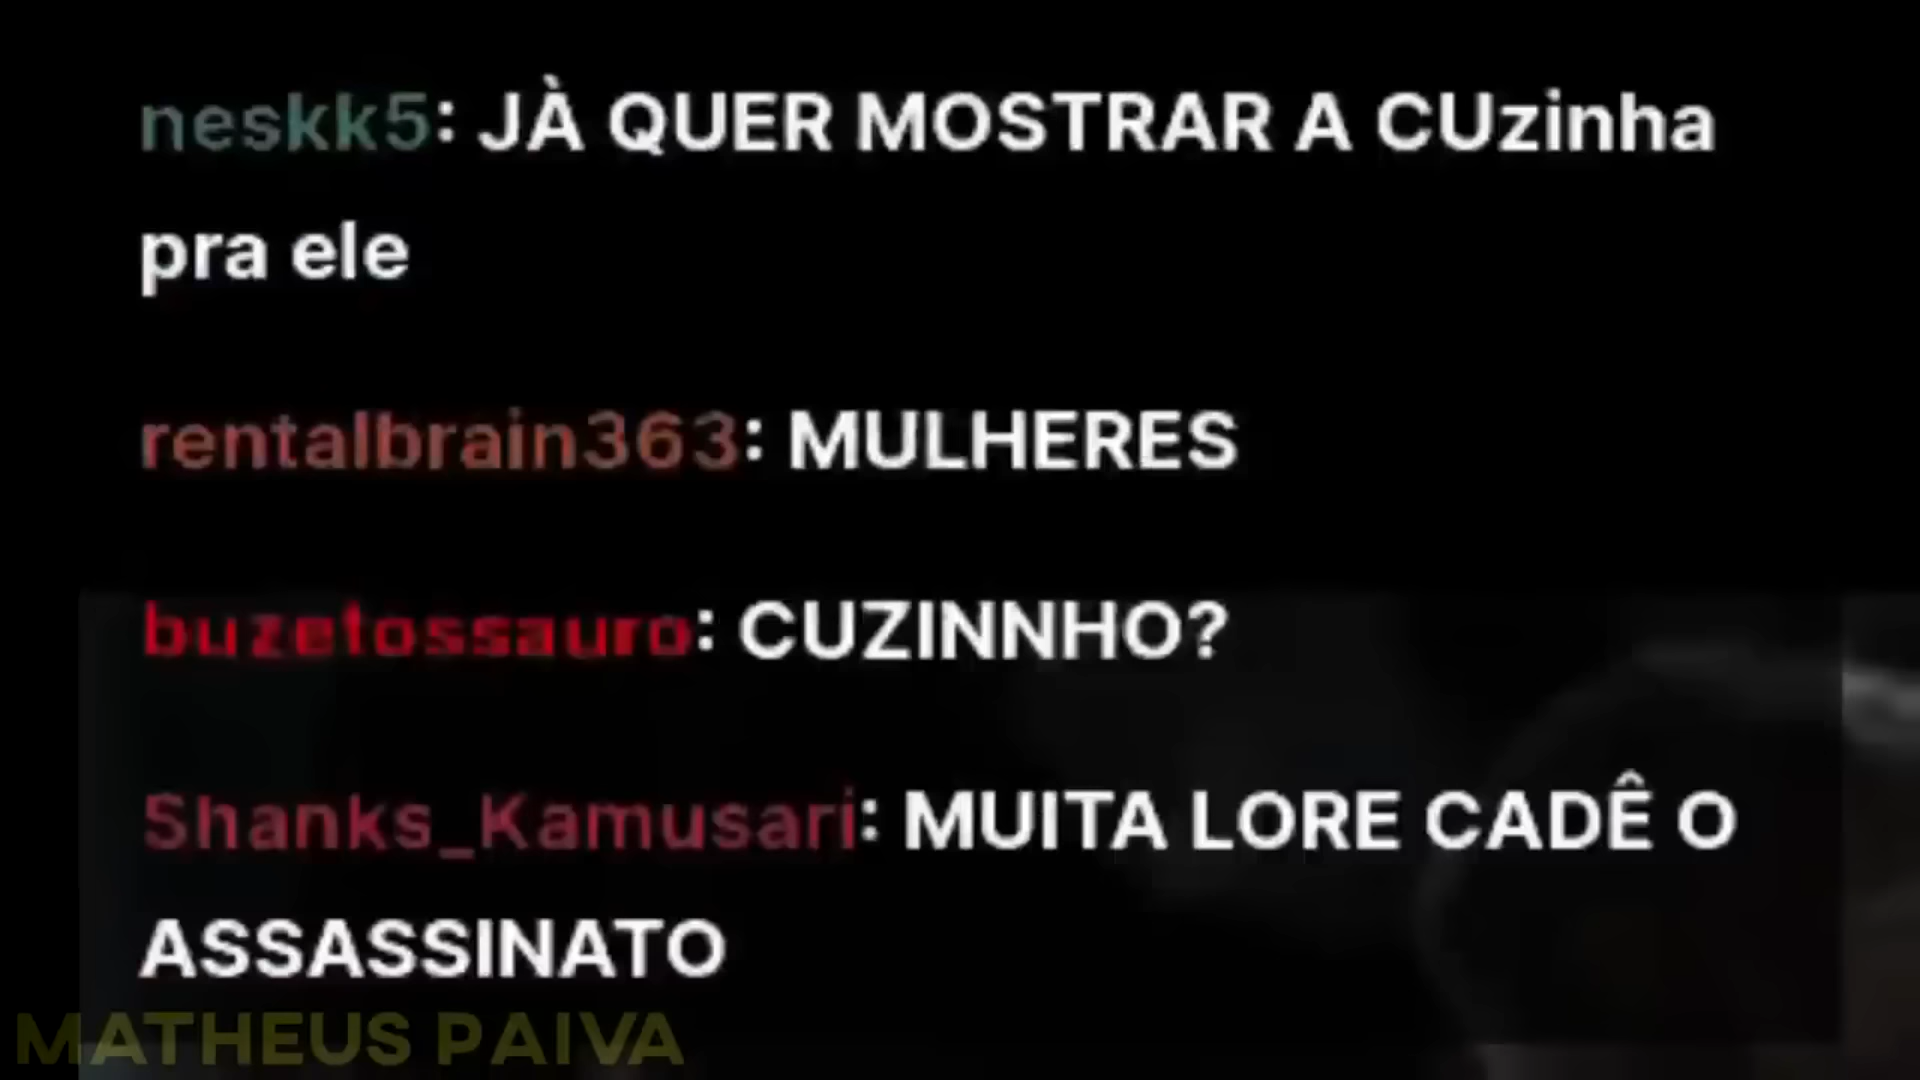 neskk5: JÀ QUER MOSTRAR A CUzinha
pra ele
rentalbrain363: MULHERES
buzetossauro: CUZINNHO?
Shanks_Kamusari: MUITA LORE CADÊ O
ASSASSINATO
MATHEUS PAIVA